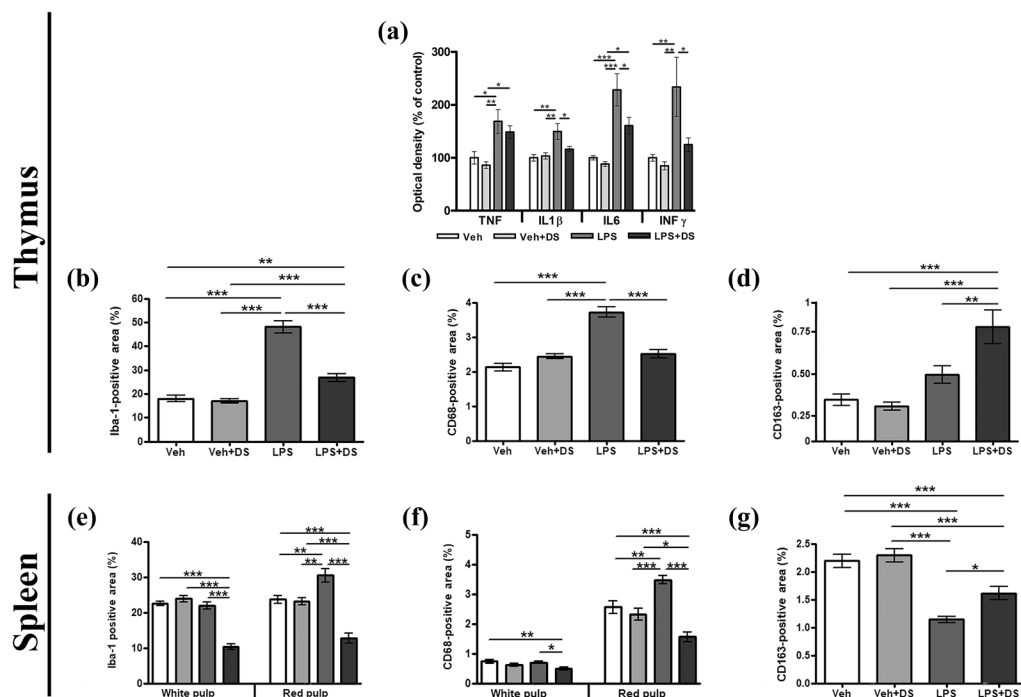 Thymus
(a)
Optical density (% of control)
300
200
100
0
** * *** ** * ** *
* * ** ** * *** *
**
TNF IL1β IL6 INF γ
Veh Veh+DS LPS LPS+DS
(b)
Iba-1-positive area (%)
60
50
40
30
20
10
0
**
***
***
*** ***
Veh Veh+DS LPS LPS+DS
(c)
CD68-positive area (%)
6
4
2
0
***
*** ***
Veh Veh+DS LPS LPS+DS
(d)
CD163-positive area (%)
1
0.75
0.50
0.25
0
***
***
**
Veh Veh+DS LPS LPS+DS
Spleen
(e)
Iba-1 positive area (%)
40
30
20
10
0
***
***
***
***
***
**
** ***
White pulp Red pulp
(f)
CD68-positive area (%)
6
5
4
3
2
1
0
**
*
***
*
**
*** ***
White pulp Red pulp
(g)
CD163-positive area (%)
2.5
2.0
1.5
1.0
0.5
0
***
***
***
***
*
Veh Veh+DS LPS LPS+DS